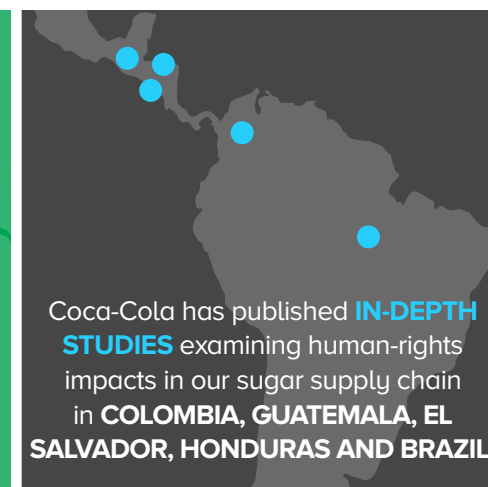 Coca-Cola has published IN-DEPTH
STUDIES examining human-rights
impacts in our sugar supply chain
in COLOMBIA, GUATEMALA, EL
SALVADOR, HONDURAS AND BRAZIL